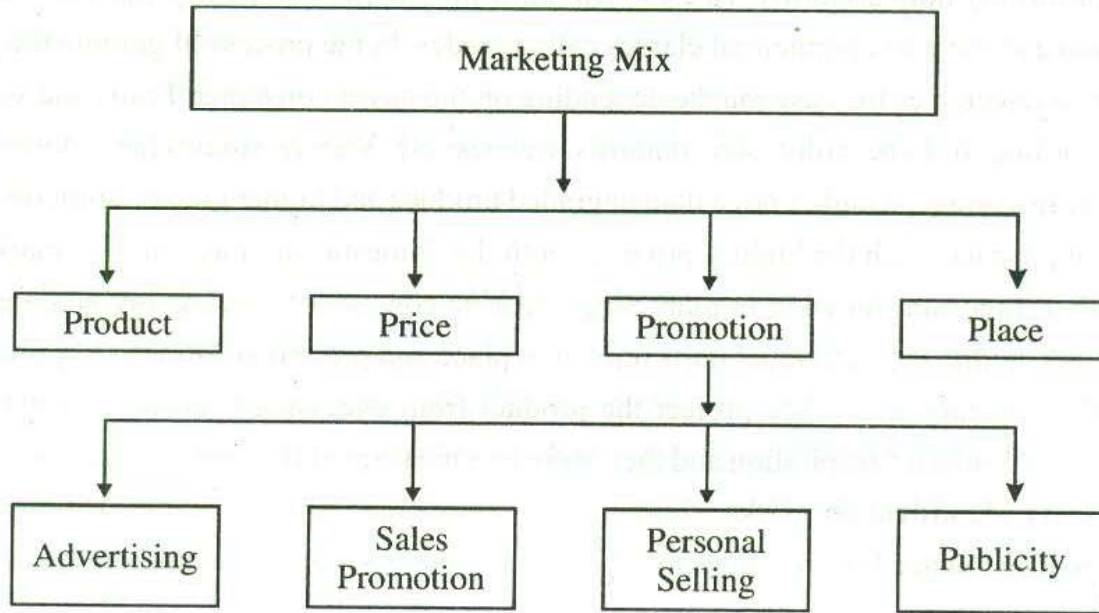 Marketing Mix
Product
Price
Promotion
Place
Advertising
Sales
Promotion
Personal
Selling
Publicity